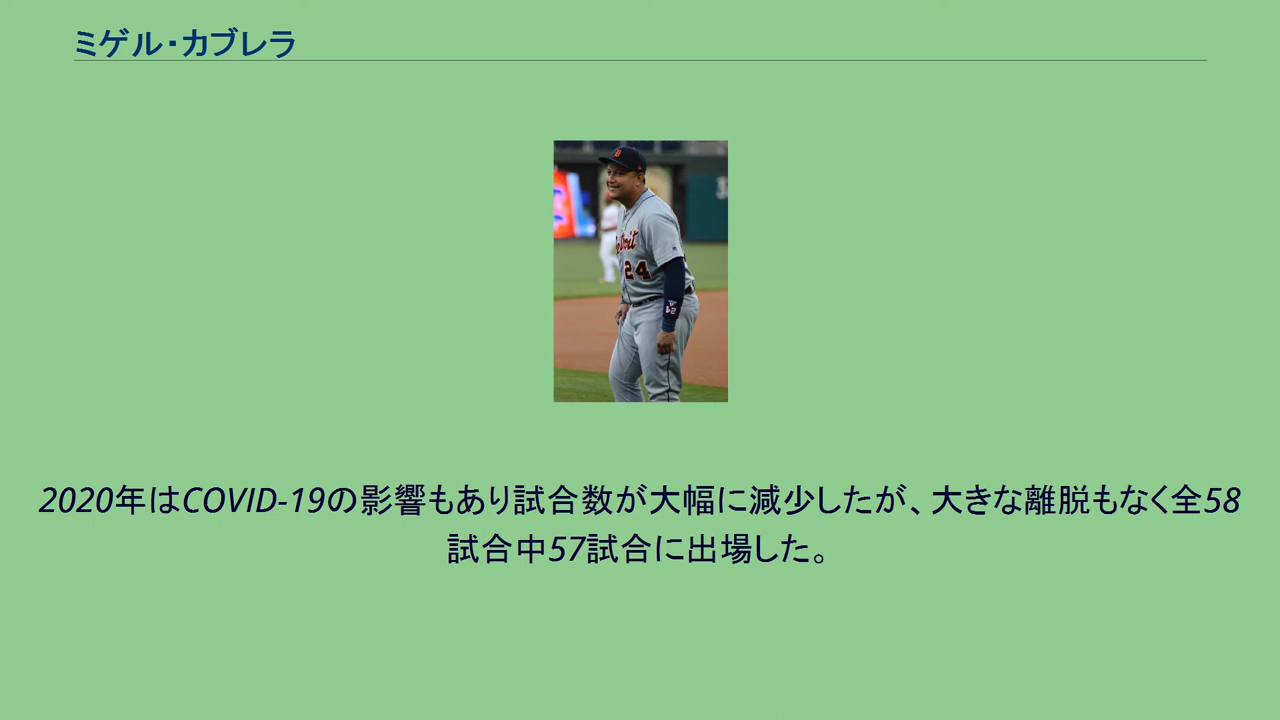 ミゲル・カブレラ
Detroit
24
2020年はCOVID-19の影響もあり試合数が大幅に減少したが、大きな離脱もなく全58
試合中57試合に出場した。